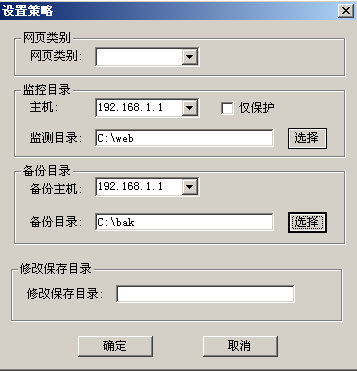 设置策略
网页类别
网页类别:
监控目录
主机: 192.168.1.1 仅保护
监测目录: C:\web 选择
备份目录
备份主机: 192.168.1.1
备份目录: C:\bak 选择
修改保存目录
修改保存目录:
确定 取消